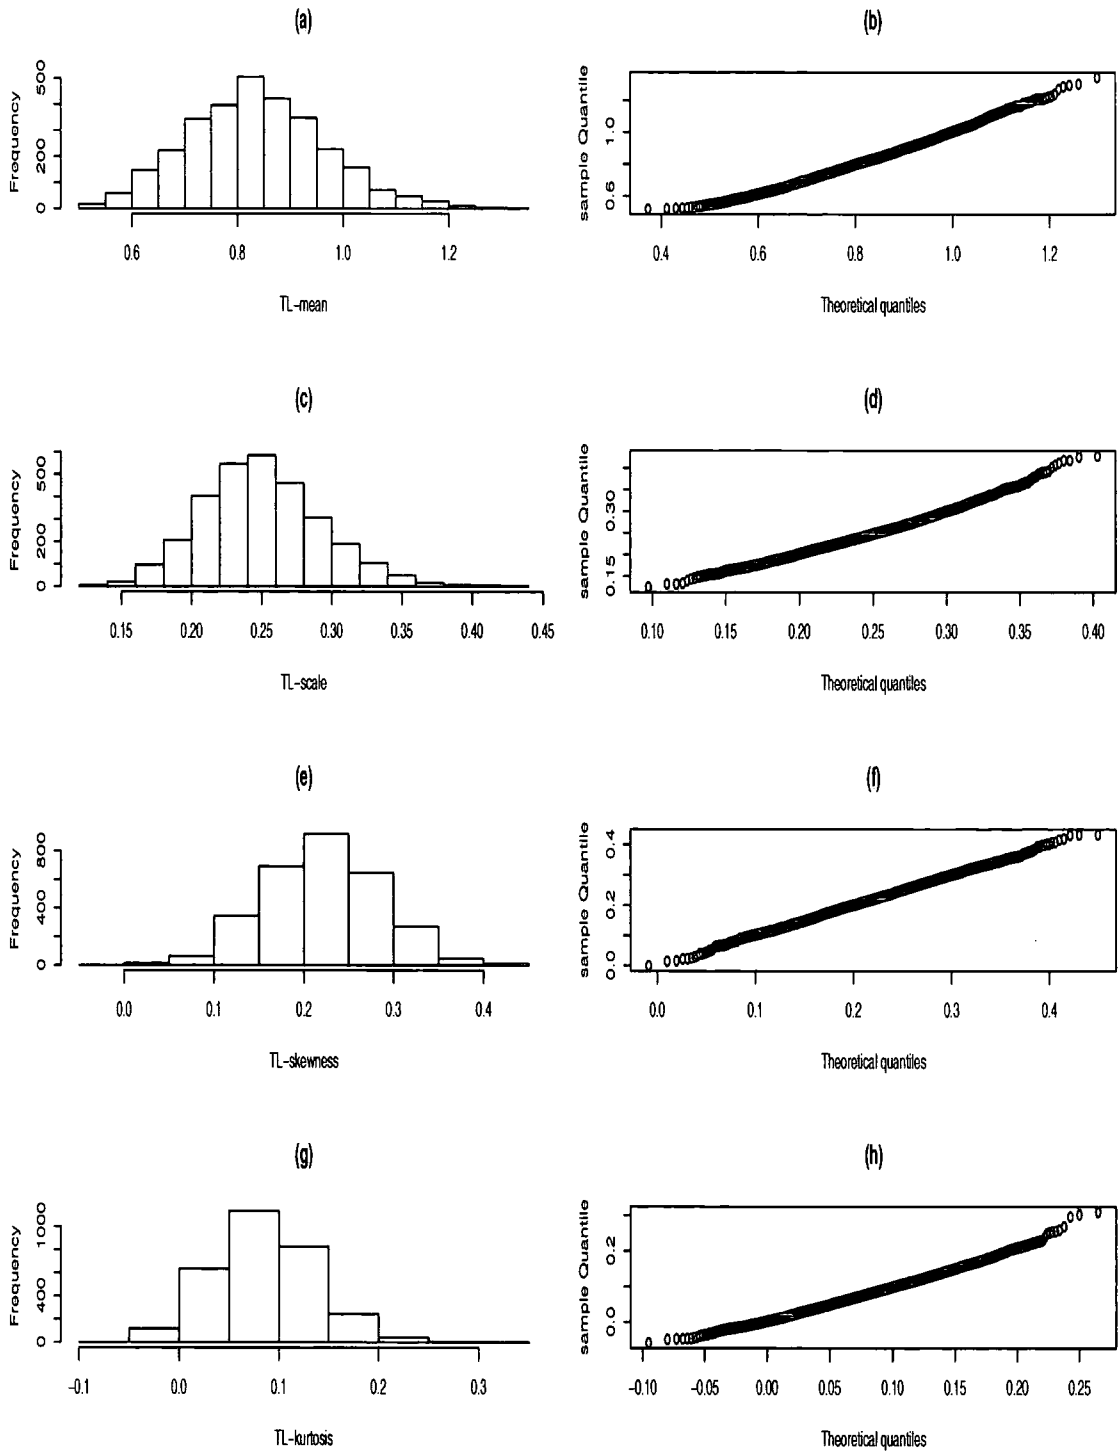 (a)
Frequency
0 200 500
0.6 0.8 1.0 1.2
TL-mean
(b)
sample Quantile
0.6 1.0
0.4 0.6 0.8 1.0 1.2
Theoretical quantiles
(c)
Frequency
0 200 500
0.15 0.20 0.25 0.30 0.35 0.40 0.45
TL-scale
(d)
sample Quantile
0.15 0.30
0.10 0.15 0.20 0.25 0.30 0.35 0.40
Theoretical quantiles
(e)
Frequency
0 400 800
0.0 0.1 0.2 0.3 0.4
TL-skewness
(f)
sample Quantile
0.0 0.2 0.4
0.0 0.1 0.2 0.3 0.4
Theoretical quantiles
(g)
Frequency
0 400 1000
-0.1 0.0 0.1 0.2 0.3
TL-kurtosis
(h)
sample Quantile
0.0 0.2
-0.10 -0.05 0.00 0.05 0.10 0.15 0.20 0.25
Theoretical quantiles